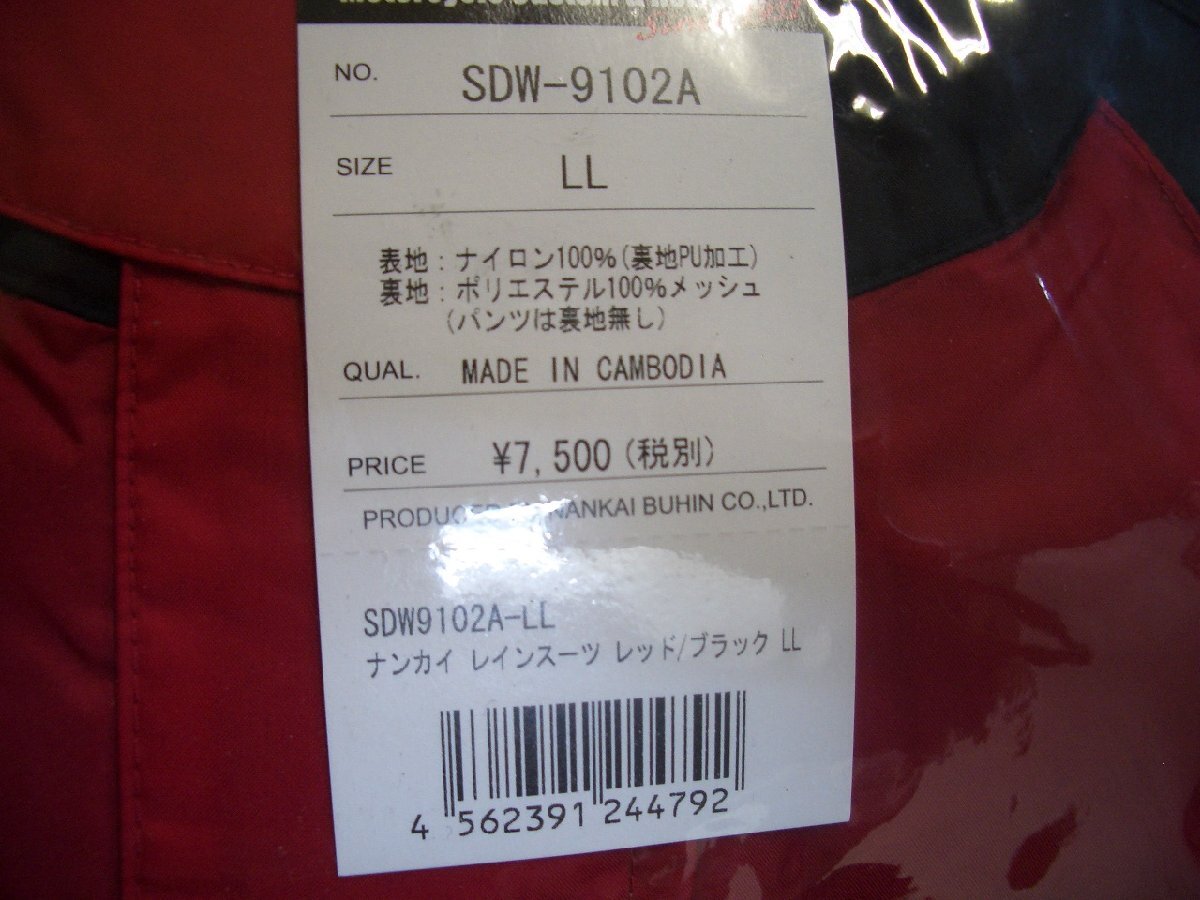 NO. SDW-9102A
SIZE LL
表地:ナイロン100%(裏地PU加工)
裏地:ポリエステル100%メッシュ
(パンツは裏地無し)
QUAL. MADE IN CAMBODIA
PRICE ¥7,500(税別)
NANKAI BUHIN CO.,LTD.
SDW9102A-LL
ナンカイ レインスーツ レッド/ブラック LL
4 562391 244792